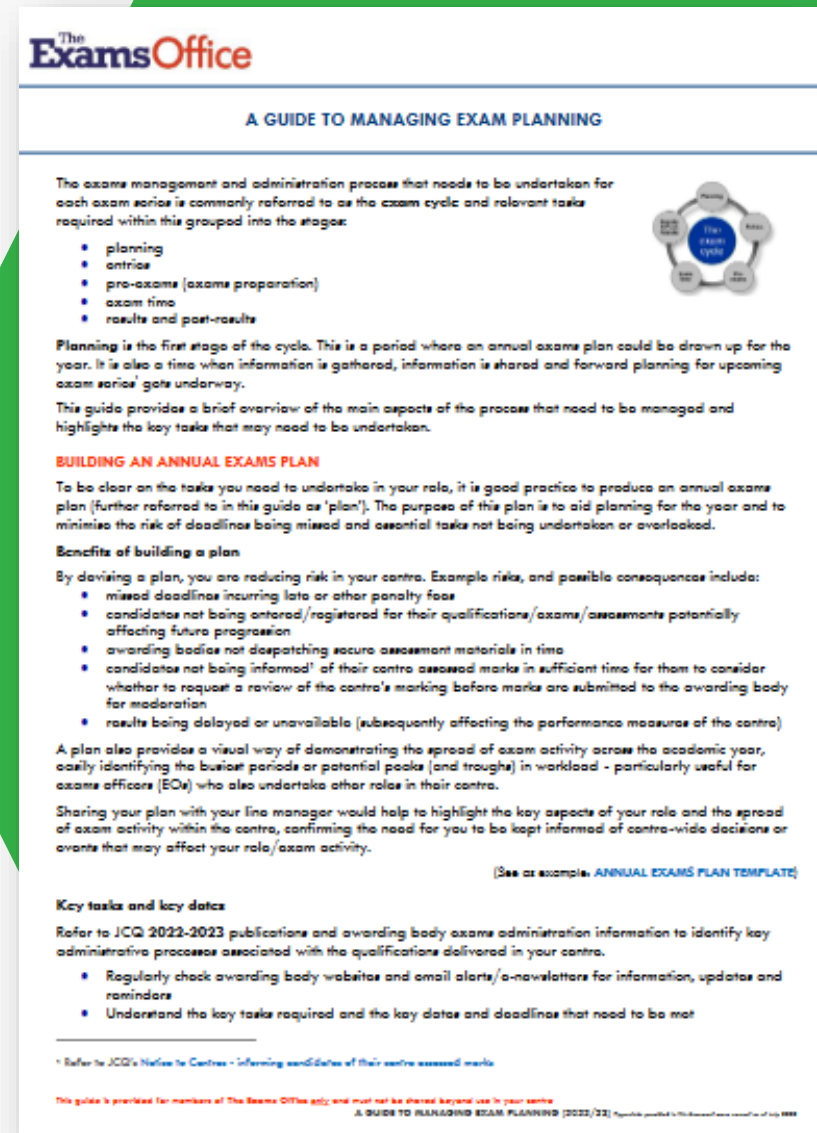 The
ExamsOffice
A GUIDE TO MANAGING EXAM PLANNING
The exams management and administration process that needs to be undertaken for
each exam series is commonly referred to as the exam cycle and relevant tasks
required within this grouped into the stages:
• planning
• entries
• pre-exams (exams preparation)
• exam time
• results and post-results
Planning
Entries
The
exam
cycle
Planning is the first stage of the cycle. This is a period where an annual exams plan could be drawn up for the
year. It is also a time when information is gathered, information is shared and forward planning for upcoming
exam series' gets underway.
This guide provides a brief overview of the main aspects of the process that need to be managed and
highlights the key tasks that may need to be undertaken.
BUILDING AN ANNUAL EXAMS PLAN
To be clear on the tasks you need to undertake in your role, it is good practice to produce an annual exams
plan (further referred to in this guide as 'plan'). The purpose of this plan is to aid planning for the year and to
minimise the risk of deadlines being missed and essential tasks not being undertaken or overlooked.
Benefits of building a plan
By devising a plan, you are reducing risk in your centre. Example risks, and possible consequences include:
• missed deadlines incurring late or other penalty fees
• candidates not being entered/registered for their qualifications/exams/assessments potentially
affecting future progression
• awarding bodies not despatching secure assessment materials in time
• candidates not being informed¹ of their centre assessed marks in sufficient time for them to consider
whether to request a review of the centre's marking before marks are submitted to the awarding body
for moderation
• results being delayed or unavailable (subsequently affecting the performance measures of the centre)
A plan also provides a visual way of demonstrating the spread of exam activity across the academic year,
easily identifying the busiest periods or potential peaks (and troughs) in workload - particularly useful for
exams officers (EOs) who also undertake other roles in their centre.
Sharing your plan with your line manager would help to highlight the key aspects of your role and the spread
of exam activity within the centre, confirming the need for you to be kept informed of centre-wide decisions or
events that may affect your role/exam activity.
(See as example: ANNUAL EXAMS PLAN TEMPLATE)
Key tasks and key dates
Refer to JCQ 2022-2023 publications and awarding body exams administration information to identify key
administrative processes associated with the qualifications delivered in your centre.
• Regularly check awarding body websites and email alerts/e-newsletters for information, updates and
reminders
• Understand the key tasks required and the key dates and deadlines that need to be met
¹ Refer to JCQ's Notice to Centres - informing candidates of their centre assessed marks
This guide is provided for members of The Exams Office only and must not be shared beyond use in your centre
A GUIDE TO MANAGING EXAM PLANNING (2022/23)